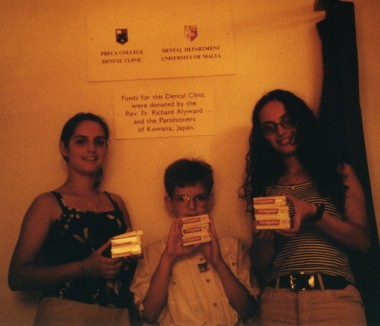 PRECA COLLEGE
DENTAL CLINIC
DENTAL DEPARTMENT
UNIVERSITY OF MALTA
Funds for this Dental Clinic
were donated by the
Rev. Fr. Richard Alyward
and the Parishioners
of Kuwana, Japan.